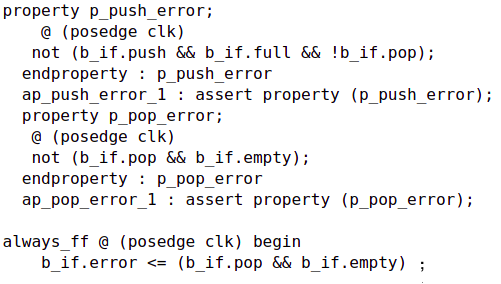 property p_push_error;
    @ (posedge clk)
   not (b_if.push && b_if.full && !b_if.pop);
  endproperty : p_push_error
  ap_push_error_1 : assert property (p_push_error);
  property p_pop_error;
   @ (posedge clk)
   not (b_if.pop && b_if.empty);
  endproperty : p_pop_error
  ap_pop_error_1 : assert property (p_pop_error);

always_ff @ (posedge clk) begin
    b_if.error <= (b_if.pop && b_if.empty) ;